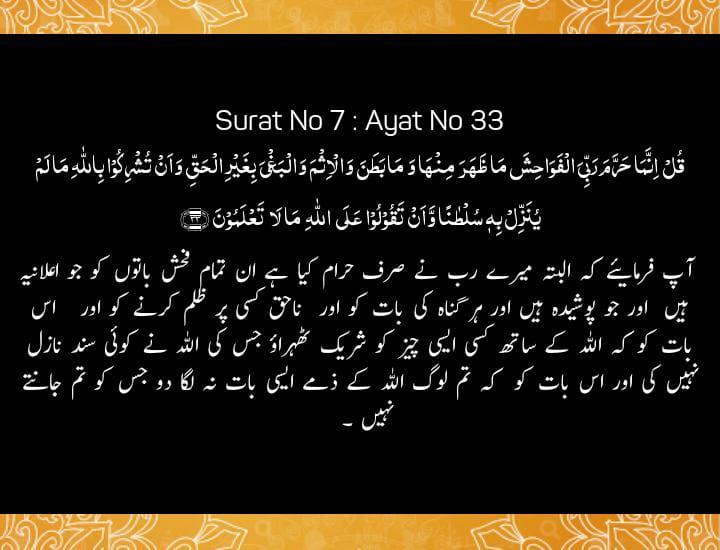 Surat No 7 : Ayat No 33
قُلْ اِنَّمَا حَرَّمَ رَبِّیَ الْفَوَاحِشَ مَا ظَهَرَ مِنْهَا وَ مَا بَطَنَ وَ الْاِثْمَ وَ الْبَغْیَ بِغَیْرِ الْحَقِّ وَ اَنْ تُشْرِكُوْا بِاللّٰهِ مَا لَمْ
یُنَزِّلْ بِهٖ سُلْطٰنًا وَّ اَنْ تَقُوْلُوْا عَلَی اللّٰهِ مَا لَا تَعْلَمُوْنَ ﴿۳۳﴾
آپ فرمایئے کہ البتہ میرے رب نے صرف حرام کیا ہے ان تمام فحش باتوں کو جو اعلانیہ
ہیں اور جو پوشیدہ ہیں اور ہر گناہ کی بات کو اور ناحق کسی پر ظلم کرنے کو اور اس
بات کو کہ اللہ کے ساتھ کسی ایسی چیز کو شریک ٹھہراؤ جس کی اللہ نے کوئی سند نازل
نہیں کی اور اس بات کو کہ تم لوگ اللہ کے ذمے ایسی بات نہ لگا دو جس کو تم جانتے
نہیں ۔